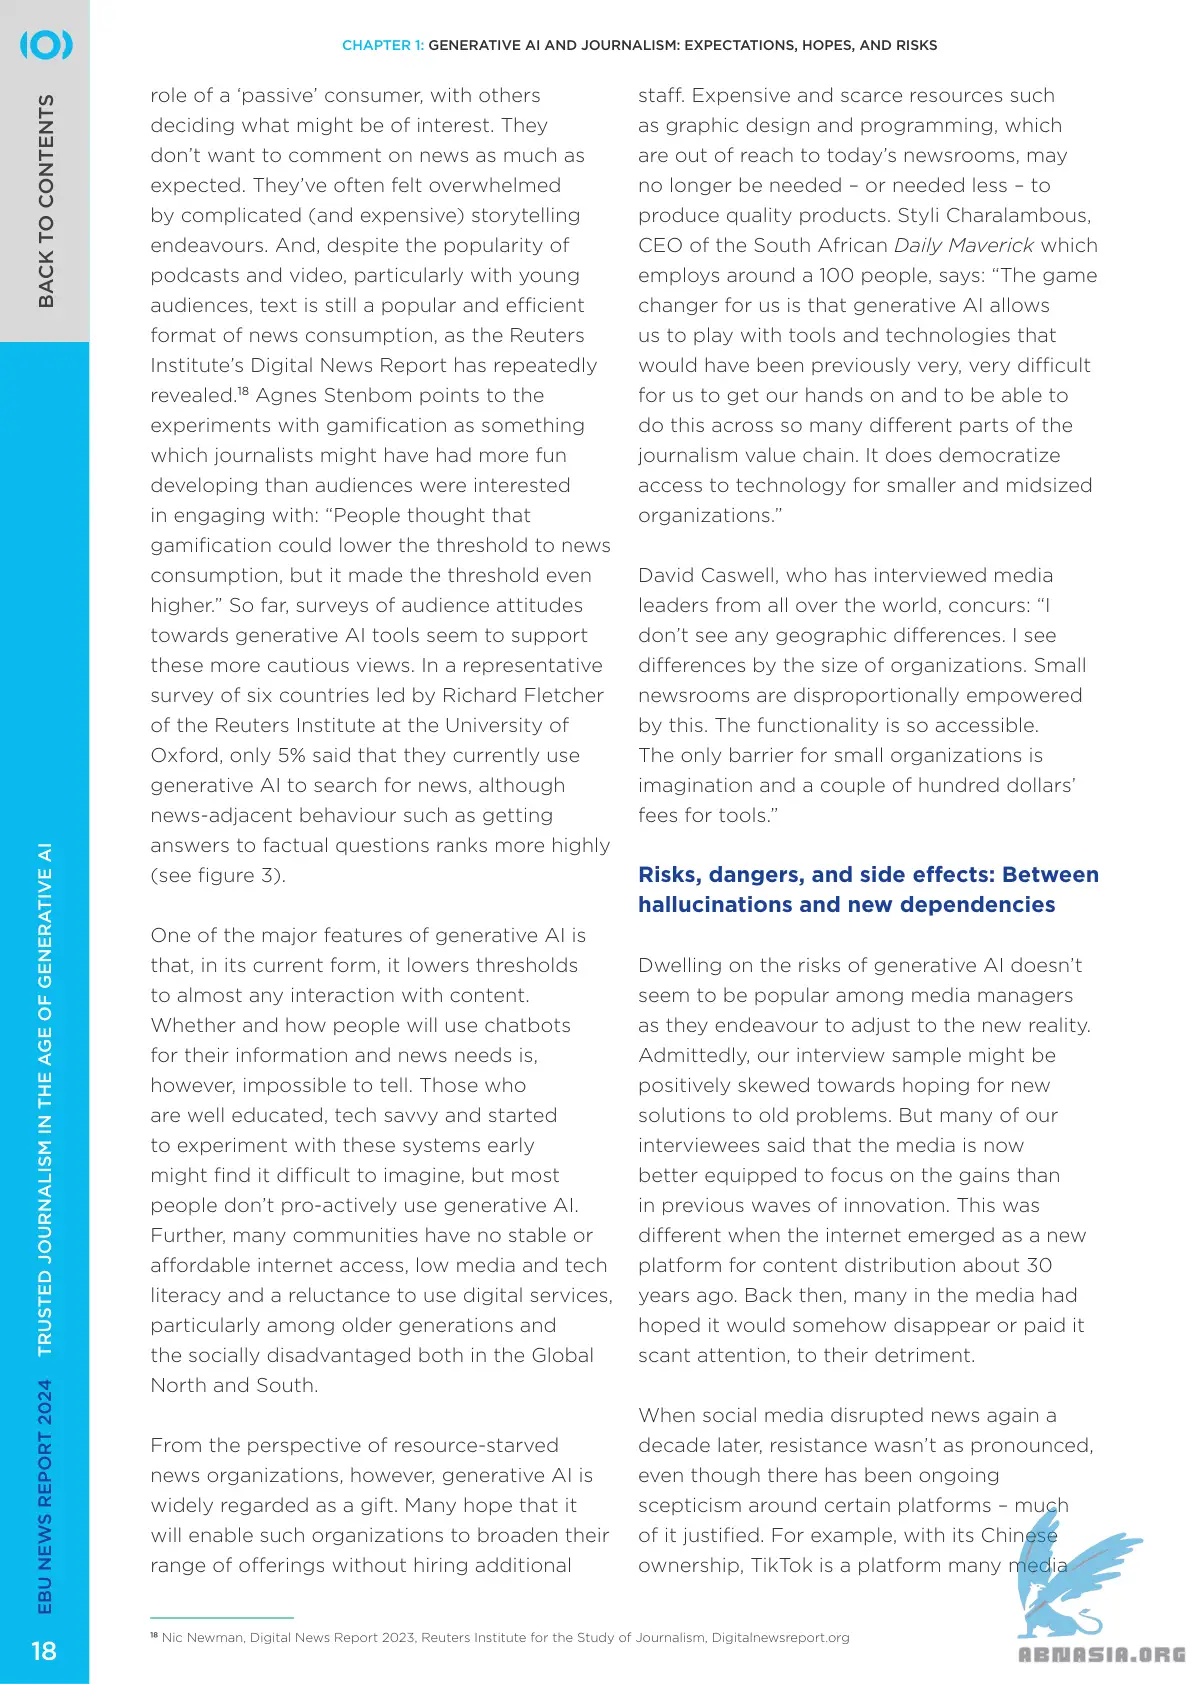 CHAPTER 1: GENERATIVE AI AND JOURNALISM: EXPECTATIONS, HOPES, AND RISKS
BACK TO CONTENTS
role of a ‘passive’ consumer, with others
deciding what might be of interest. They
don’t want to comment on news as much as
expected. They’ve often felt overwhelmed
by complicated (and expensive) storytelling
endeavours. And, despite the popularity of
podcasts and video, particularly with young
audiences, text is still a popular and efficient
format of news consumption, as the Reuters
Institute’s Digital News Report has repeatedly
revealed.18 Agnes Stenbom points to the
experiments with gamification as something
which journalists might have had more fun
developing than audiences were interested
in engaging with: “People thought that
gamification could lower the threshold to news
consumption, but it made the threshold even
higher.” So far, surveys of audience attitudes
towards generative AI tools seem to support
these more cautious views. In a representative
survey of six countries led by Richard Fletcher
of the Reuters Institute at the University of
Oxford, only 5% said that they currently use
generative AI to search for news, although
news-adjacent behaviour such as getting
answers to factual questions ranks more highly
(see figure 3).
One of the major features of generative AI is
that, in its current form, it lowers thresholds
to almost any interaction with content.
Whether and how people will use chatbots
for their information and news needs is,
however, impossible to tell. Those who
are well educated, tech savvy and started
to experiment with these systems early
might find it difficult to imagine, but most
people don’t pro-actively use generative AI.
Further, many communities have no stable or
affordable internet access, low media and tech
literacy and a reluctance to use digital services,
particularly among older generations and
the socially disadvantaged both in the Global
North and South.
From the perspective of resource-starved
news organizations, however, generative AI is
widely regarded as a gift. Many hope that it
will enable such organizations to broaden their
range of offerings without hiring additional
staff. Expensive and scarce resources such
as graphic design and programming, which
are out of reach to today’s newsrooms, may
no longer be needed – or needed less – to
produce quality products. Styli Charalambous,
CEO of the South African Daily Maverick which
employs around a 100 people, says: “The game
changer for us is that generative AI allows
us to play with tools and technologies that
would have been previously very, very difficult
for us to get our hands on and to be able to
do this across so many different parts of the
journalism value chain. It does democratize
access to technology for smaller and midsized
organizations.”
David Caswell, who has interviewed media
leaders from all over the world, concurs: “I
don’t see any geographic differences. I see
differences by the size of organizations. Small
newsrooms are disproportionally empowered
by this. The functionality is so accessible.
The only barrier for small organizations is
imagination and a couple of hundred dollars’
fees for tools.”
Risks, dangers, and side effects: Between
hallucinations and new dependencies
Dwelling on the risks of generative AI doesn’t
seem to be popular among media managers
as they endeavour to adjust to the new reality.
Admittedly, our interview sample might be
positively skewed towards hoping for new
solutions to old problems. But many of our
interviewees said that the media is now
better equipped to focus on the gains than
in previous waves of innovation. This was
different when the internet emerged as a new
platform for content distribution about 30
years ago. Back then, many in the media had
hoped it would somehow disappear or paid it
scant attention, to their detriment.
When social media disrupted news again a
decade later, resistance wasn’t as pronounced,
even though there has been ongoing
scepticism around certain platforms – much
of it justified. For example, with its Chinese
ownership, TikTok is a platform many media
18 Nic Newman, Digital News Report 2023, Reuters Institute for the Study of Journalism, Digitalnewsreport.org
EBU NEWS REPORT 2024 TRUSTED JOURNALISM IN THE AGE OF GENERATIVE AI
18
ABNASIA.ORG